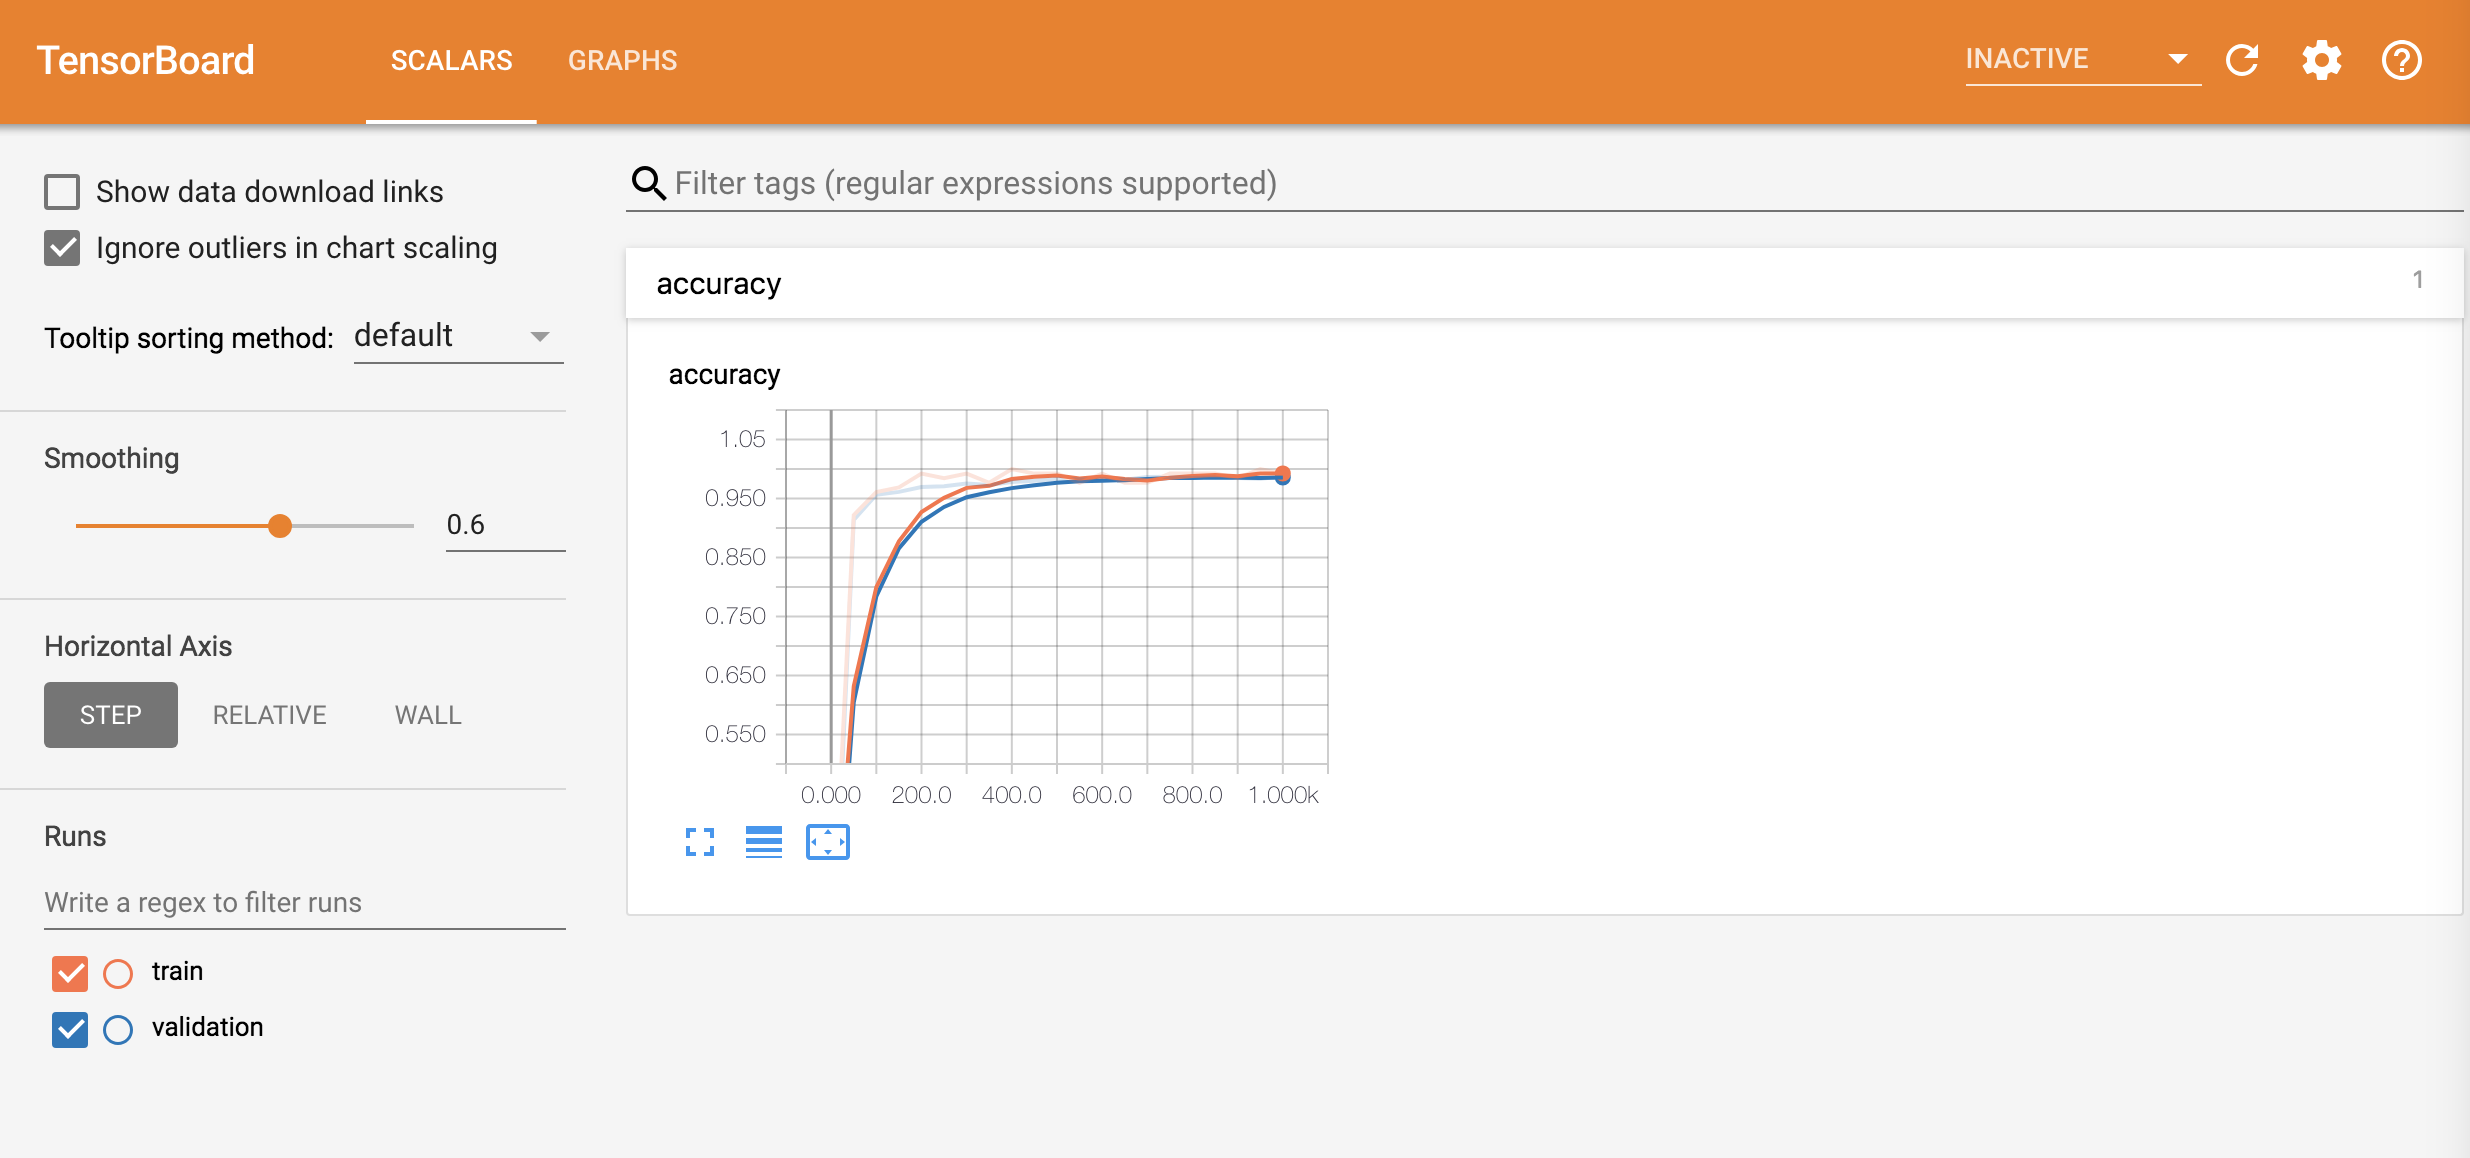 TensorBoard SCALARS GRAPHS INACTIVE
Show data download links
Ignore outliers in chart scaling
Tooltip sorting method: default
Smoothing
0.6
Horizontal Axis
STEP RELATIVE WALL
Runs
Write a regex to filter runs
train
validation
Filter tags (regular expressions supported)
accuracy 1
accuracy
1.05
0.950
0.850
0.750
0.650
0.550
0.000 200.0 400.0 600.0 800.0 1.000k